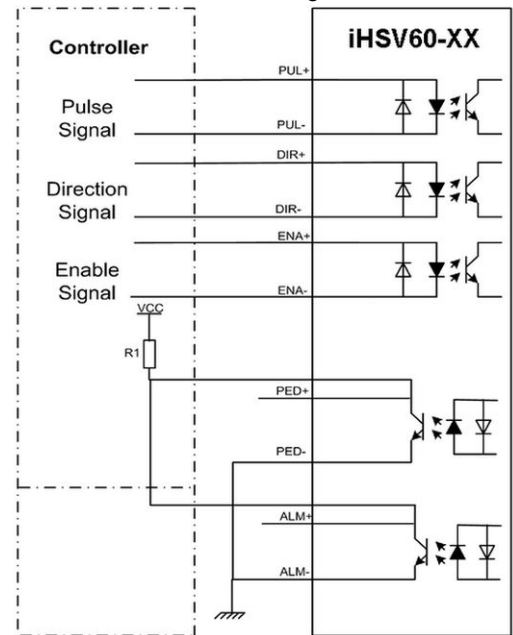 Controller
iHSV60-XX
PUL+
Pulse
Signal
PUL-
DIR+
Direction
Signal
DIR-
ENA+
Enable
Signal
ENA-
VCC
R1
PED+
PED-
ALM+
ALM-